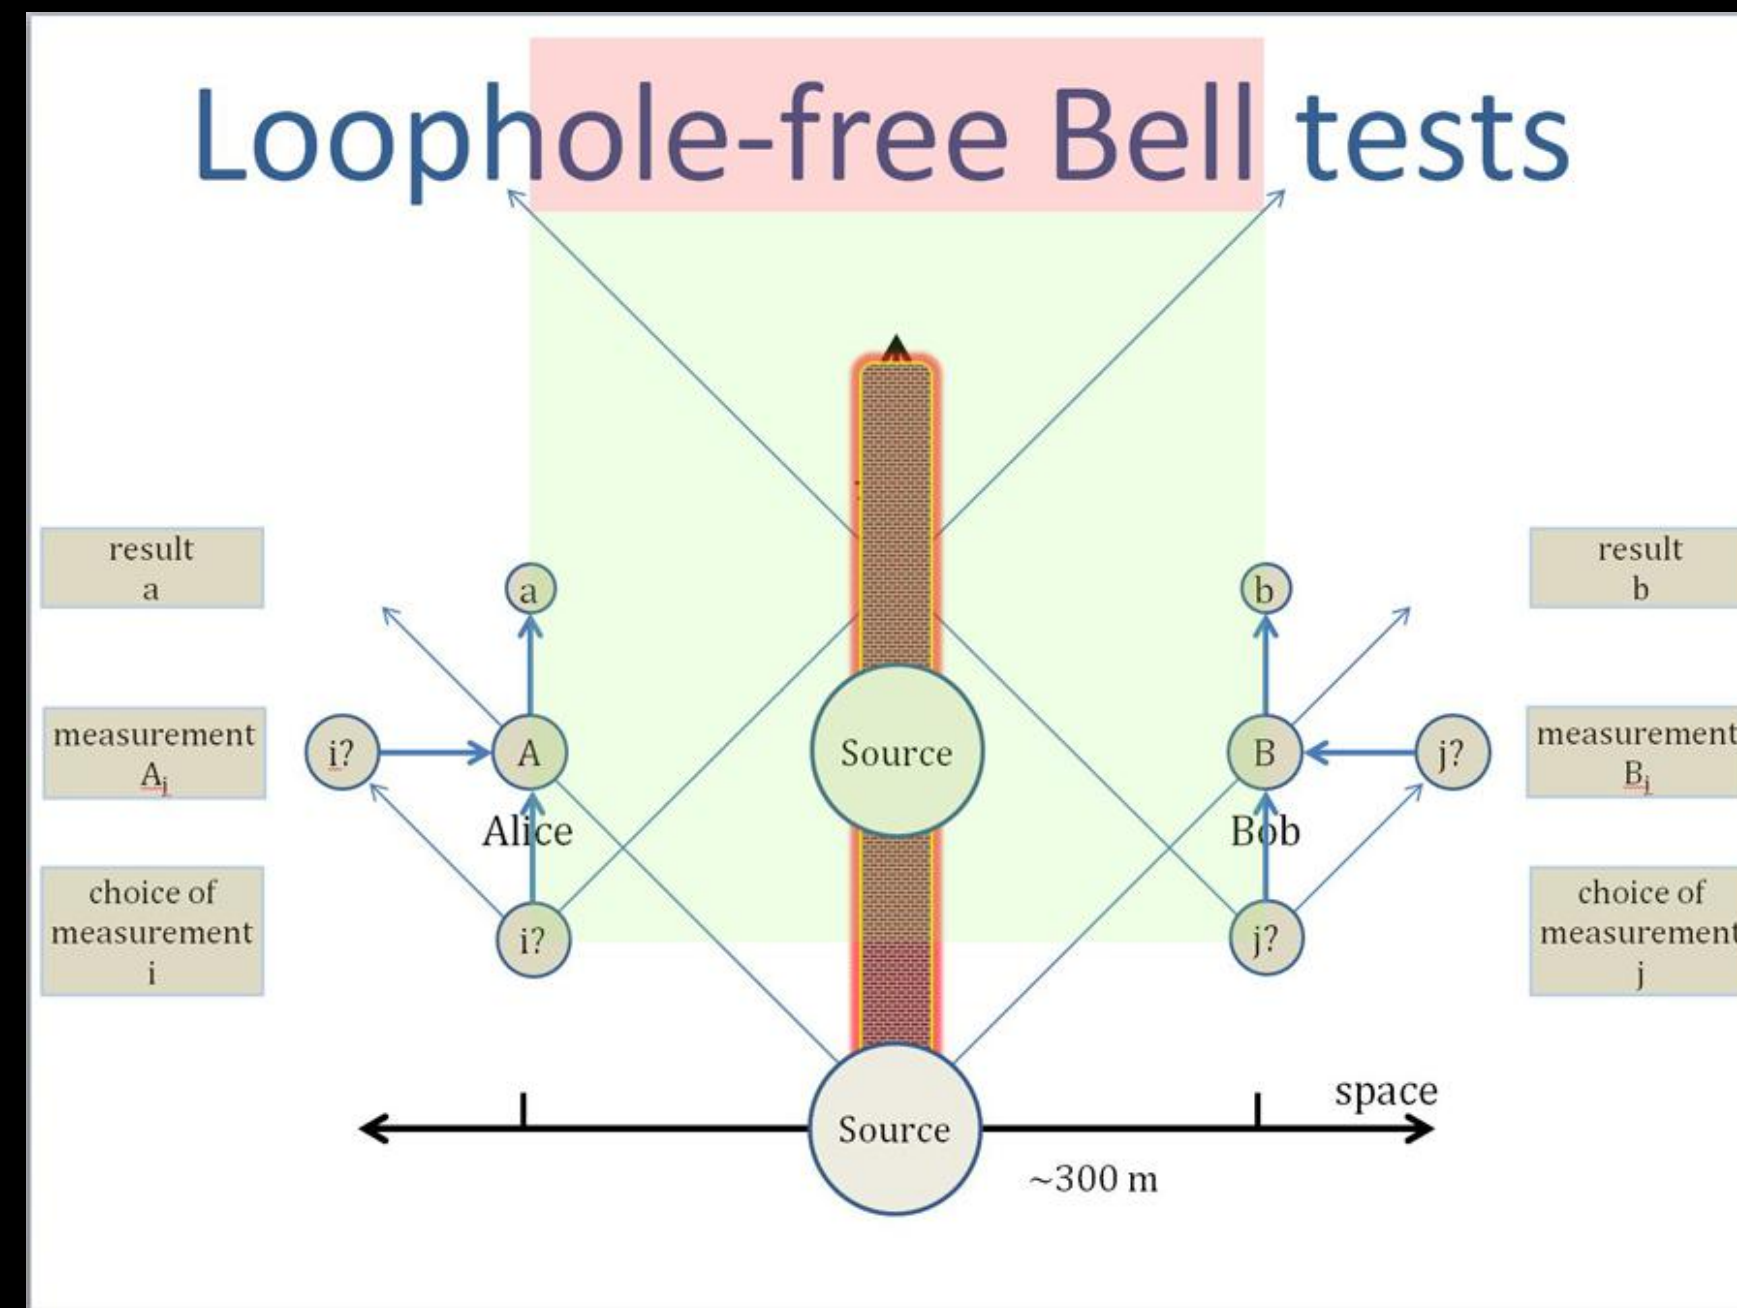 Loophole-free Bell tests
result
a
a
b
result
b
measurement
Ai
i?
A
Source
B
j?
measurement
Bj
Alice
Bob
choice of
measurement
i
i?
j?
choice of
measurement
j
space
Source
~300 m